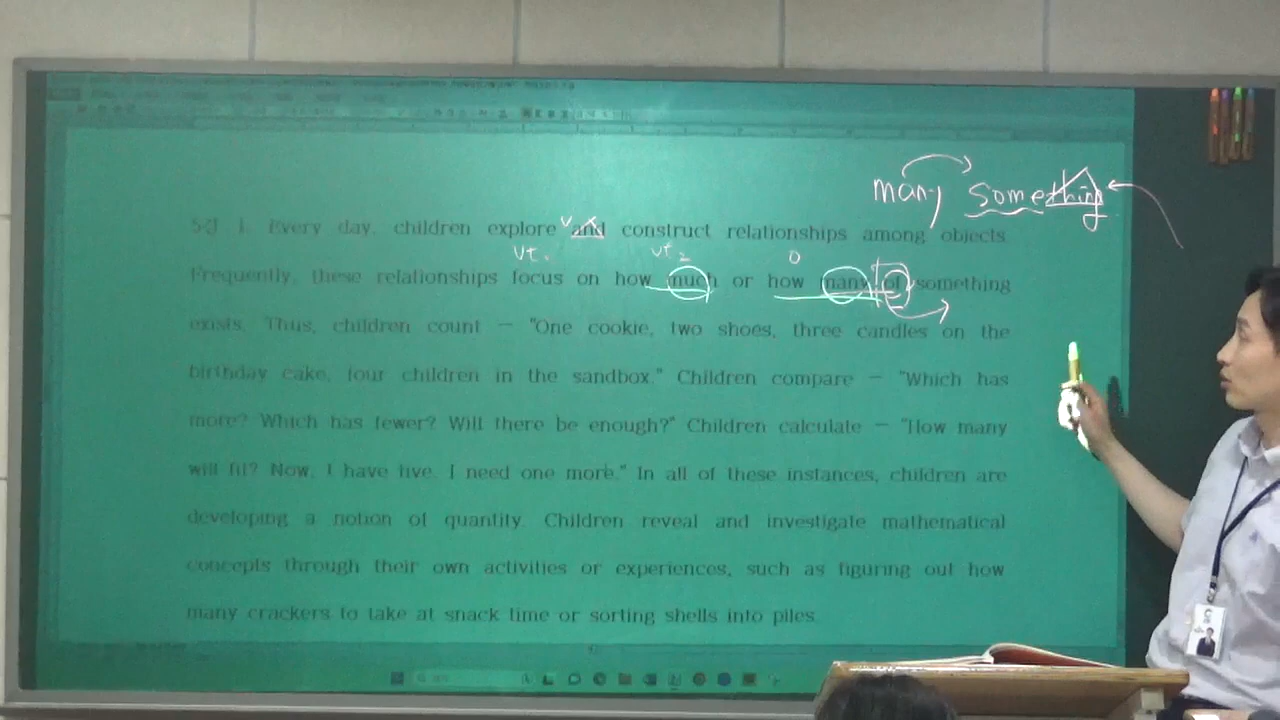 many something
5강 1. Every day, children explore and construct relationships among objects.
v
vt. vt₂ o
Frequently, these relationships focus on how much or how many of something
exists. Thus, children count — "One cookie, two shoes, three candles on the
birthday cake, four children in the sandbox." Children compare — "Which has
more? Which has fewer? Will there be enough?" Children calculate — "How many
will fit? Now, I have five. I need one more." In all of these instances, children are
developing a notion of quantity. Children reveal and investigate mathematical
concepts through their own activities or experiences, such as figuring out how
many crackers to take at snack time or sorting shells into piles.